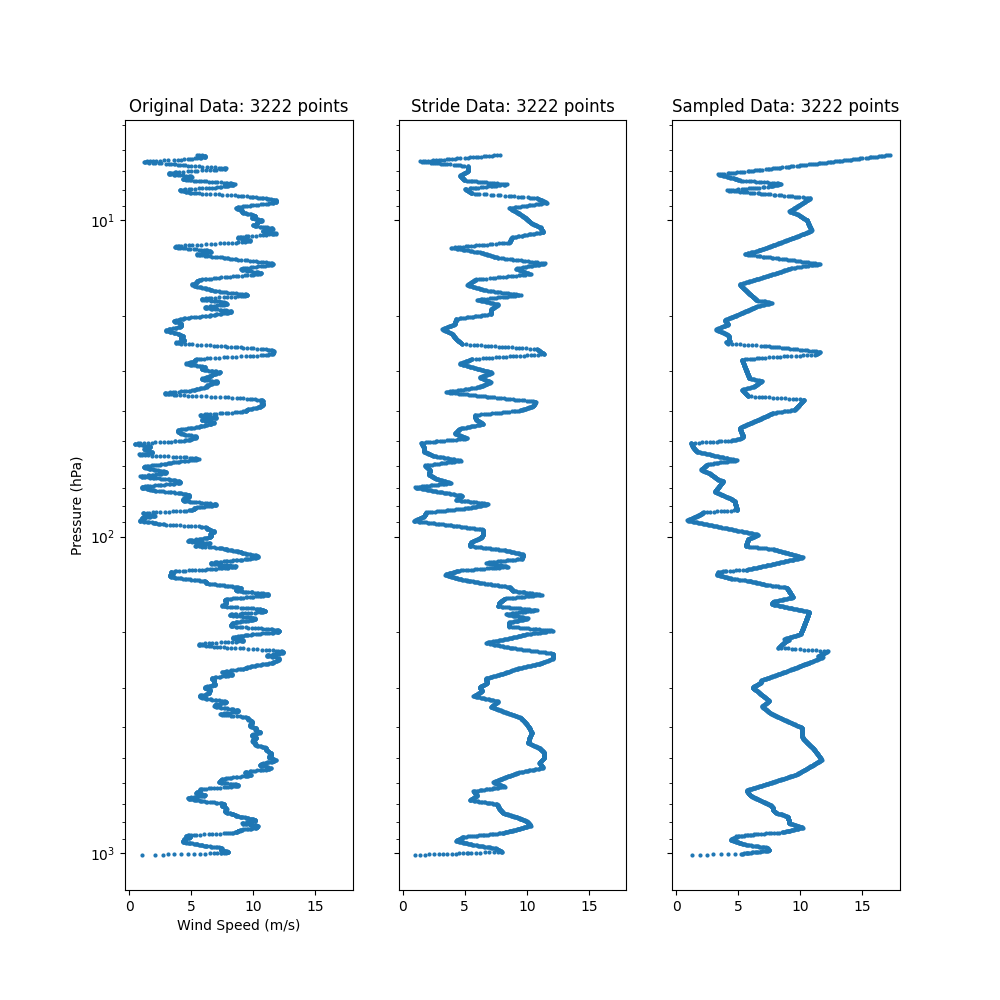 Original Data: 3222 points
Stride Data: 3222 points
Sampled Data: 3222 points
Pressure (hPa)
10¹
10²
10³
0 5 10 15
0 5 10 15
0 5 10 15
Wind Speed (m/s)